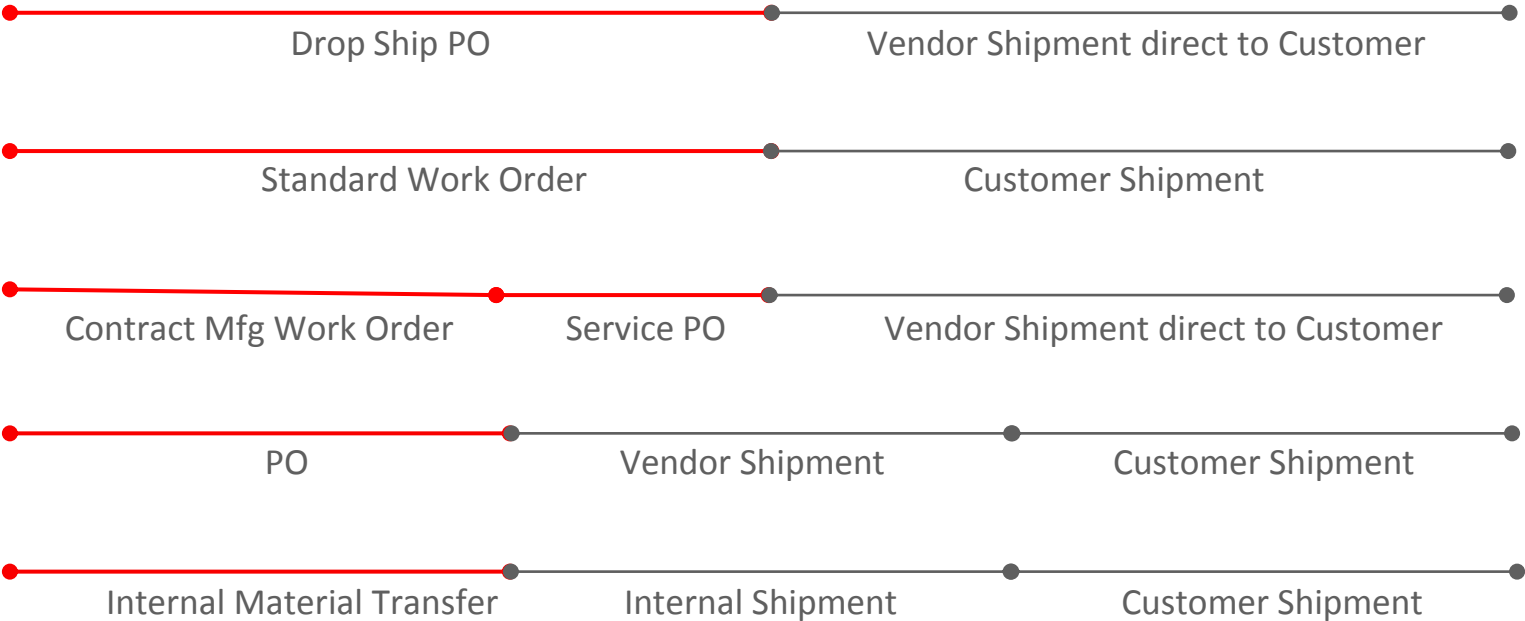 Drop Ship PO Vendor Shipment direct to Customer
Standard Work Order Customer Shipment
Contract Mfg Work Order Service PO Vendor Shipment direct to Customer
PO Vendor Shipment Customer Shipment
Internal Material Transfer Internal Shipment Customer Shipment